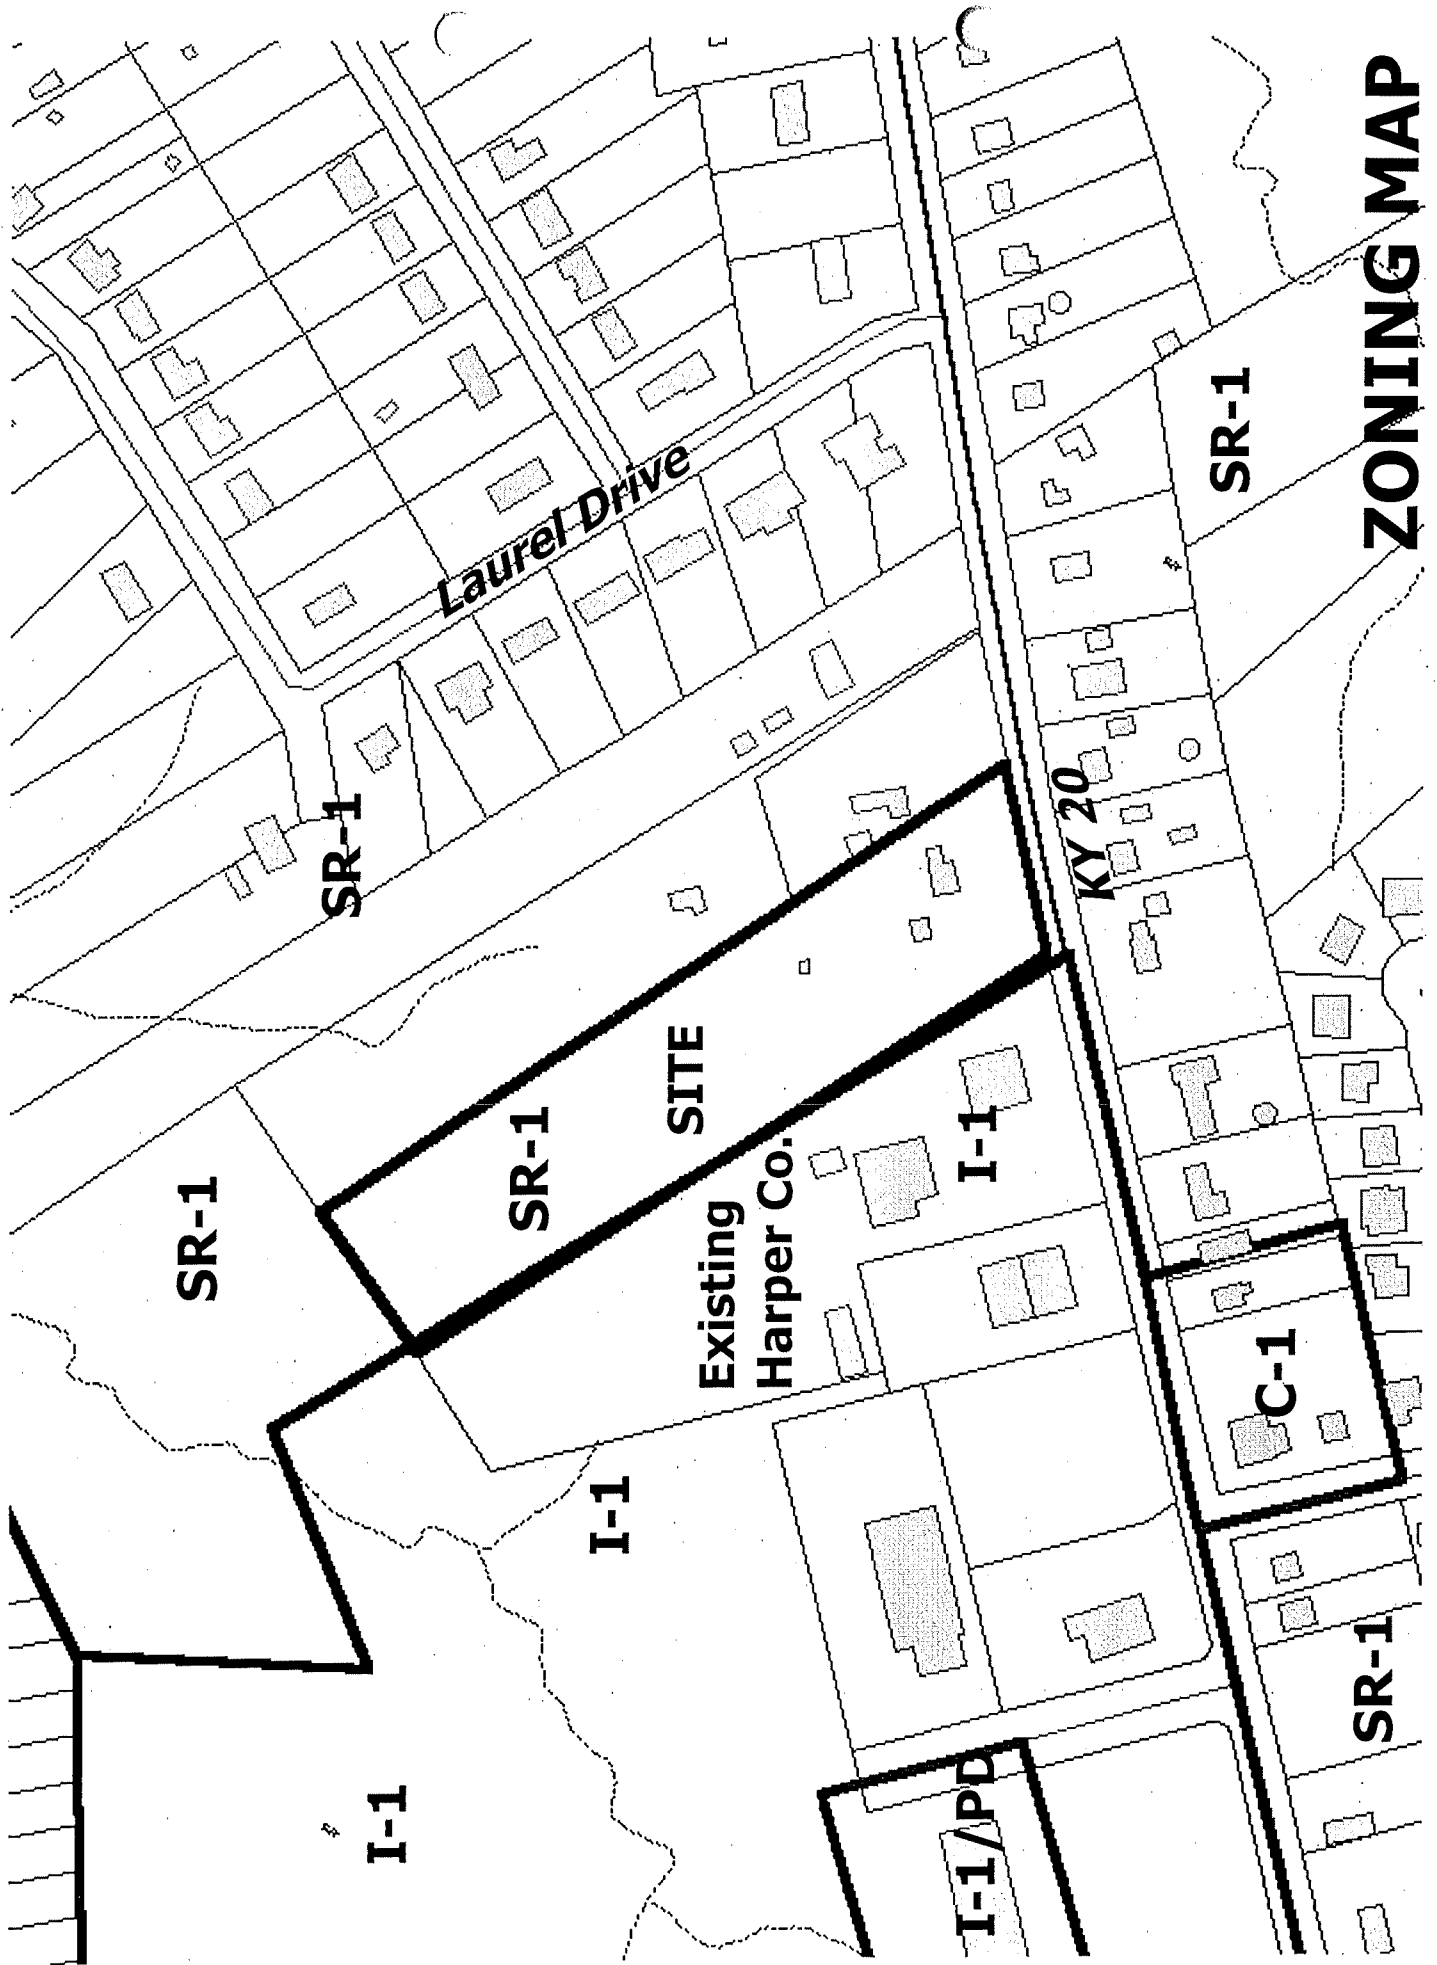 ZONING MAP
Laurel Drive
SR-1
SR-1
SR-1
SR-1
SITE
KY 20
Existing
Harper Co.
I-1
I-1
I-1
I-1/PD
C-1
SR-1